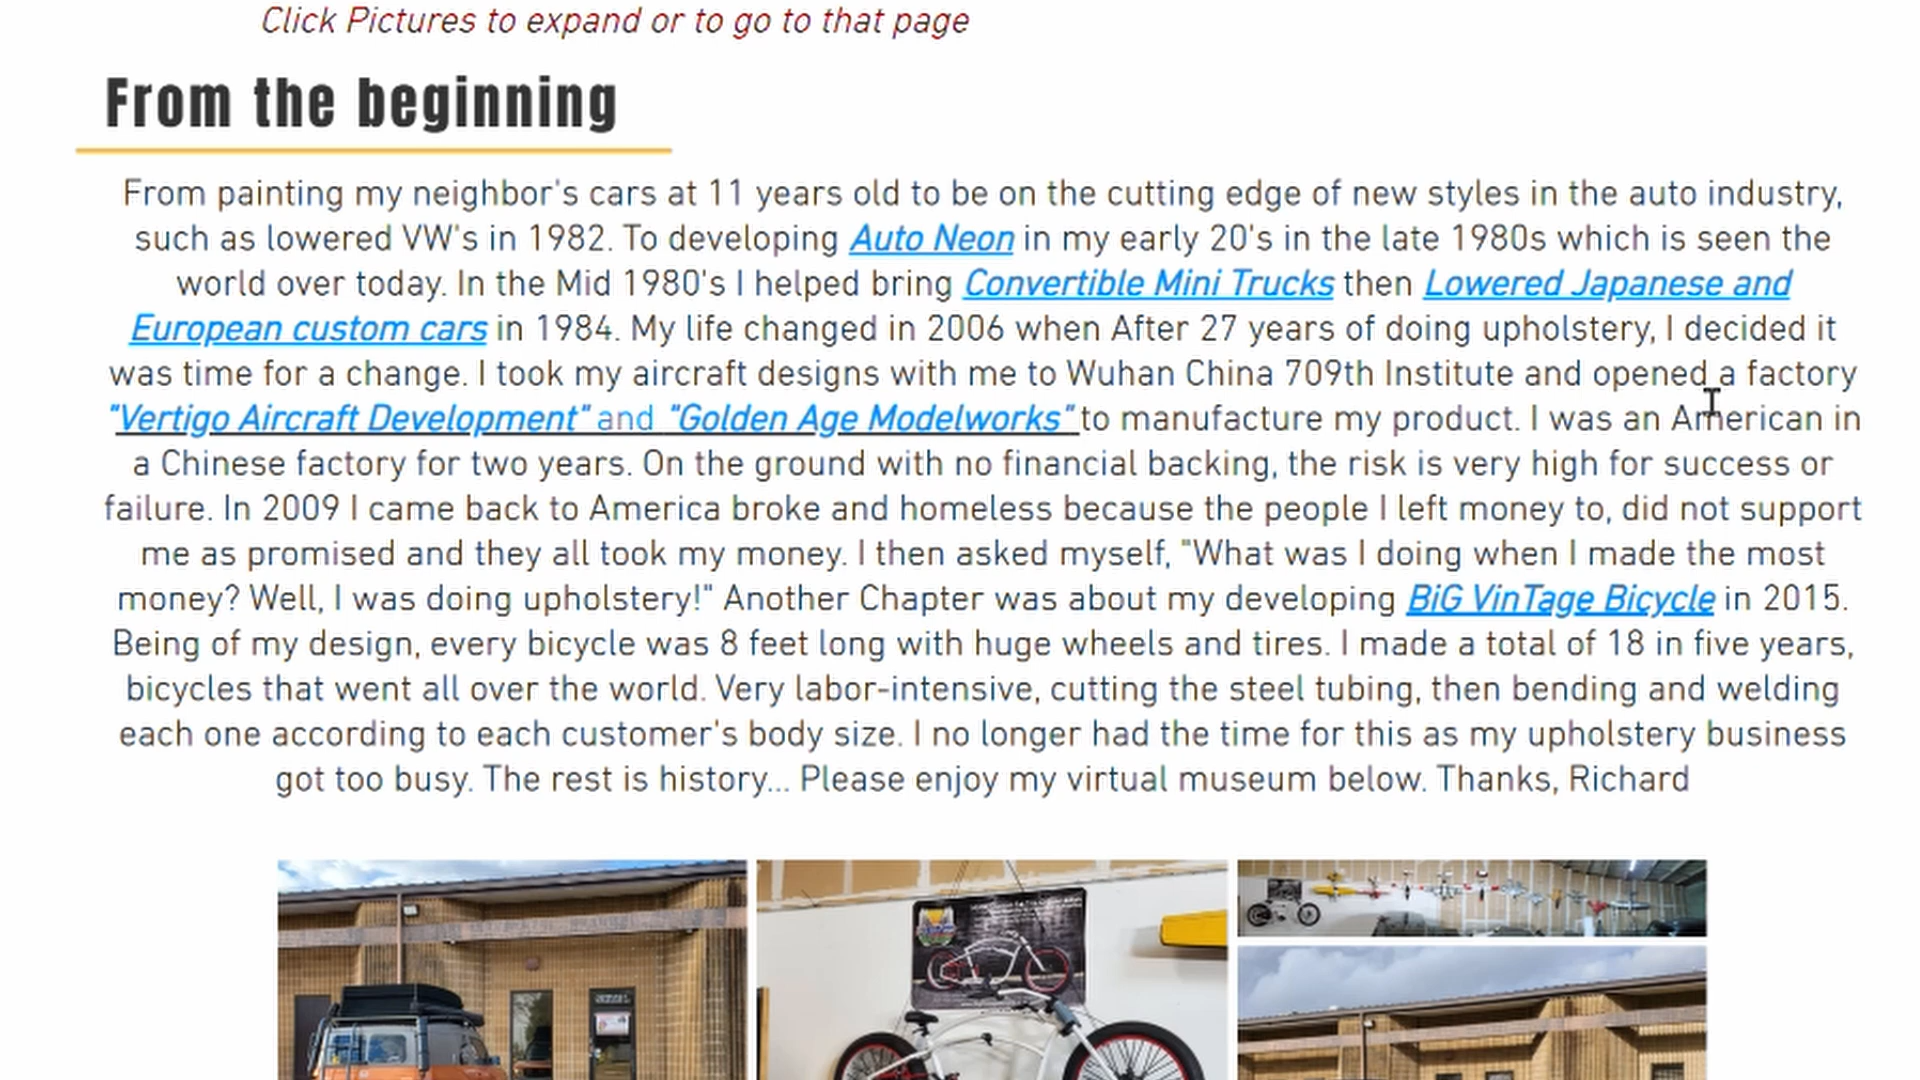 Click Pictures to expand or to go to that page
From the beginning
From painting my neighbor's cars at 11 years old to be on the cutting edge of new styles in the auto industry,
such as lowered VW's in 1982. To developing Auto Neon in my early 20's in the late 1980s which is seen the
world over today. In the Mid 1980's I helped bring Convertible Mini Trucks then Lowered Japanese and
European custom cars in 1984. My life changed in 2006 when After 27 years of doing upholstery, I decided it
was time for a change. I took my aircraft designs with me to Wuhan China 709th Institute and opened a factory
"Vertigo Aircraft Development" and "Golden Age Modelworks" to manufacture my product. I was an American in
a Chinese factory for two years. On the ground with no financial backing, the risk is very high for success or
failure. In 2009 I came back to America broke and homeless because the people I left money to, did not support
me as promised and they all took my money. I then asked myself, "What was I doing when I made the most
money? Well, I was doing upholstery!" Another Chapter was about my developing BiG VinTage Bicycle in 2015.
Being of my design, every bicycle was 8 feet long with huge wheels and tires. I made a total of 18 in five years,
bicycles that went all over the world. Very labor-intensive, cutting the steel tubing, then bending and welding
each one according to each customer's body size. I no longer had the time for this as my upholstery business
got too busy. The rest is history... Please enjoy my virtual museum below. Thanks, Richard